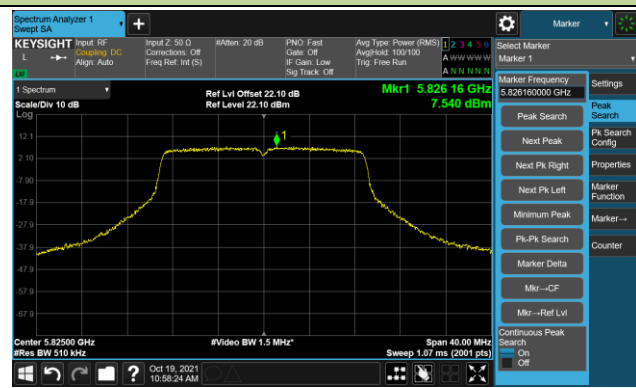 Spectrum Analyzer 1
Swept SA
Marker
KEYSIGHT
L
Input: RF
Coupling: DC
Align: Auto
Input Z: 50 Ω
Corrections: Off
Freq Ref: Int (S)
#Atten: 20 dB
PNO: Fast
Gate: Off
IF Gain: Low
Sig Track: Off
Avg Type: Power (RMS)
Avg|Hold: 100/100
Trig: Free Run
1 2 3 4 5 6
A W W W W W
A N N N N N
Select Marker
Marker 1
1 Spectrum
Scale/Div 10 dB
Log
Ref Lvl Offset 22.10 dB
Ref Level 22.10 dBm
Mkr1 5.826 16 GHz
7.540 dBm
1
12.1
2.10
-7.90
-17.9
-27.9
-37.9
-47.9
-57.9
-67.9
Center 5.82500 GHz
#Res BW 510 kHz
#Video BW 1.5 MHz*
Span 40.00 MHz
Sweep 1.07 ms (2001 pts)
Marker Frequency
5.826160000 GHz
Peak Search
Next Peak
Next Pk Right
Next Pk Left
Minimum Peak
Pk-Pk Search
Marker Delta
Mkr→CF
Mkr→Ref Lvl
Continuous Peak
Search
On
Off
Settings
Peak
Search
Pk Search
Config
Properties
Marker
Function
Marker→
Counter
?
Oct 19, 2021
10:58:24 AM